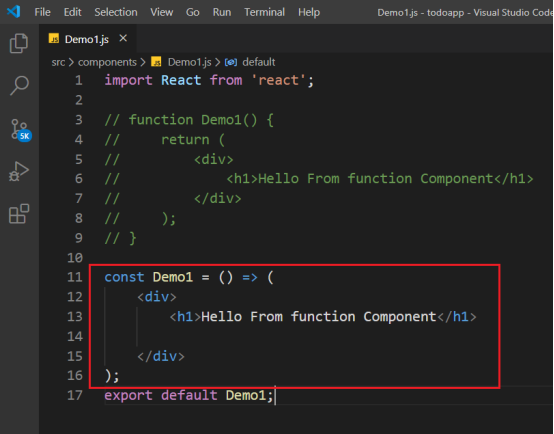 File Edit Selection View Go Run Terminal Help Demo1.js - todoapp - Visual Studio Code
JS Demo1.js ×
src > components > JS Demo1.js > default
1 import React from 'react';
2
3 // function Demo1() {
4 //     return (
5 //         <div>
6 //             <h1>Hello From function Component</h1>
7 //         </div>
8 //     );
9 // }
10
11 const Demo1 = () => (
12     <div>
13         <h1>Hello From function Component</h1>
14
15     </div>
16 );
17 export default Demo1;
5K